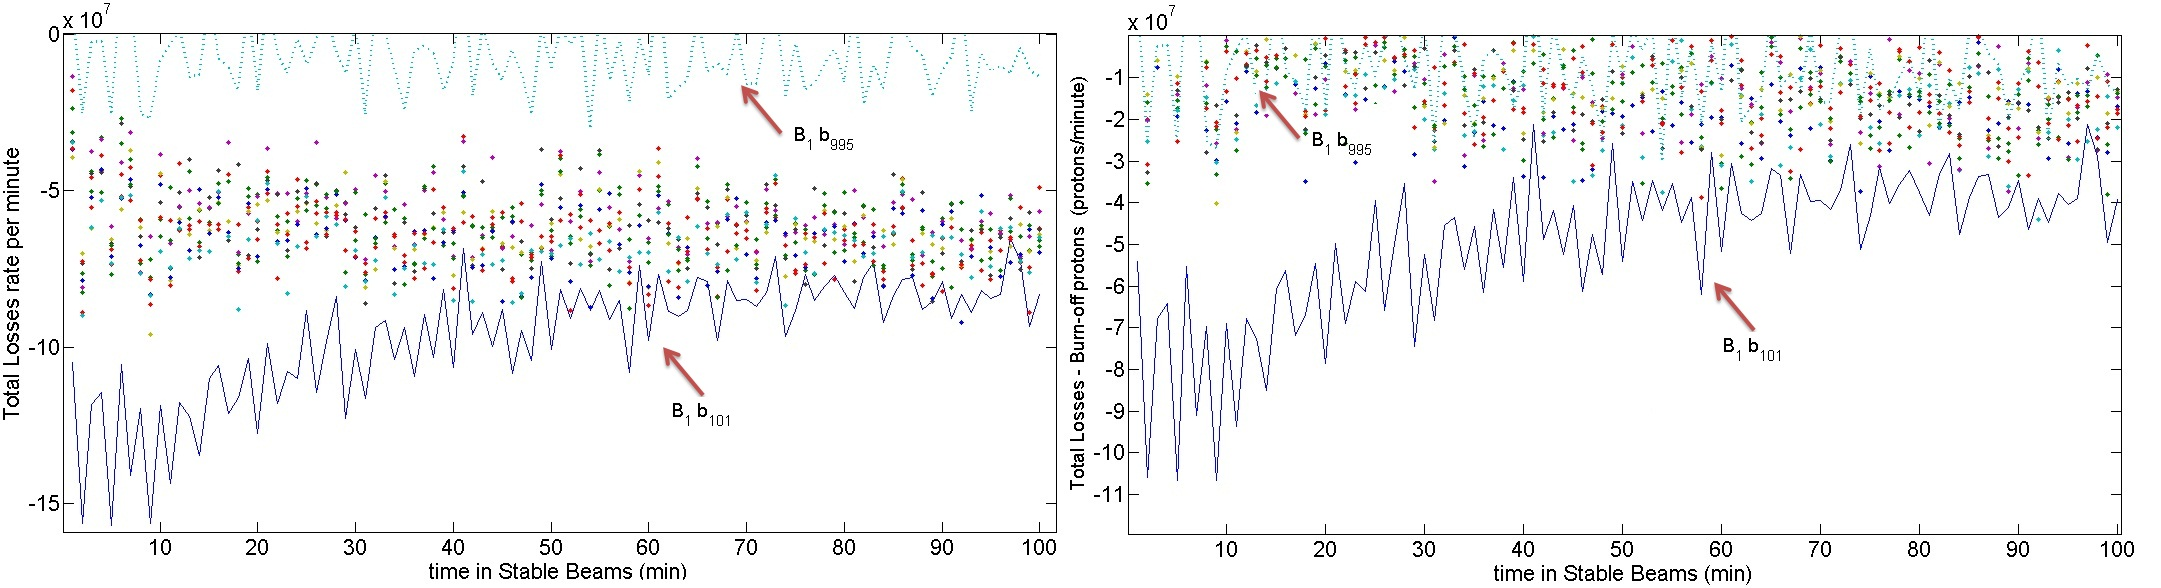 x 10^7
0
-5
-10
-15
Total Losses rate per minute
B1 b995
B1 b101
10 20 30 40 50 60 70 80 90 100
time in Stable Beams (min)
x 10^7
-1
-2
-3
-4
-5
-6
-7
-8
-9
-10
-11
Total Losses - Burn-off protons (protons/minute)
B1 b995
B1 b101
10 20 30 40 50 60 70 80 90 100
time in Stable Beams (min)